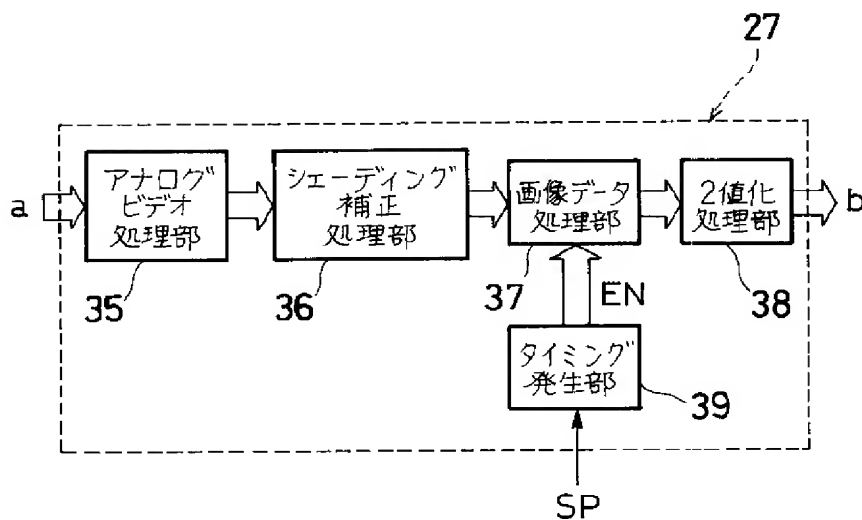 27
a
アナログ
ビデオ
処理部
35
シェーディング
補正
処理部
36
画像データ
処理部
37
2値化
処理部
38
b
EN
タイミング
発生部
39
SP